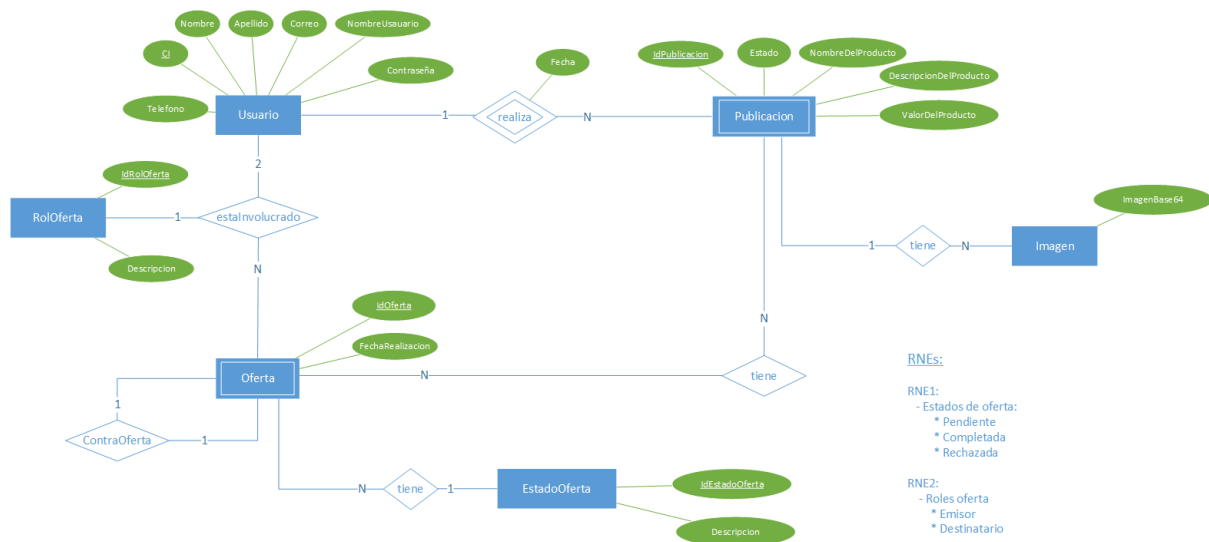 Nombre
Apellido
Correo
NombreUsauario
CI
Contraseña
Telefono
Usuario
1
realiza
Fecha
N
IdPublicacion
Estado
NombreDelProducto
DescripcionDelProducto
ValorDelProducto
Publicacion
2
IdRolOferta
RolOferta
1
estaInvolucrado
Descripcion
N
ImagenBase64
1
tiene
N
Imagen
IdOferta
FechaRealizacion
Oferta
N
tiene
N
1
ContraOferta
1
N
tiene
1
EstadoOferta
IdEstadoOferta
Descripcion
RNEs:
RNE1:
- Estados de oferta:
* Pendiente
* Completada
* Rechazada
RNE2:
- Roles oferta
* Emisor
* Destinatario